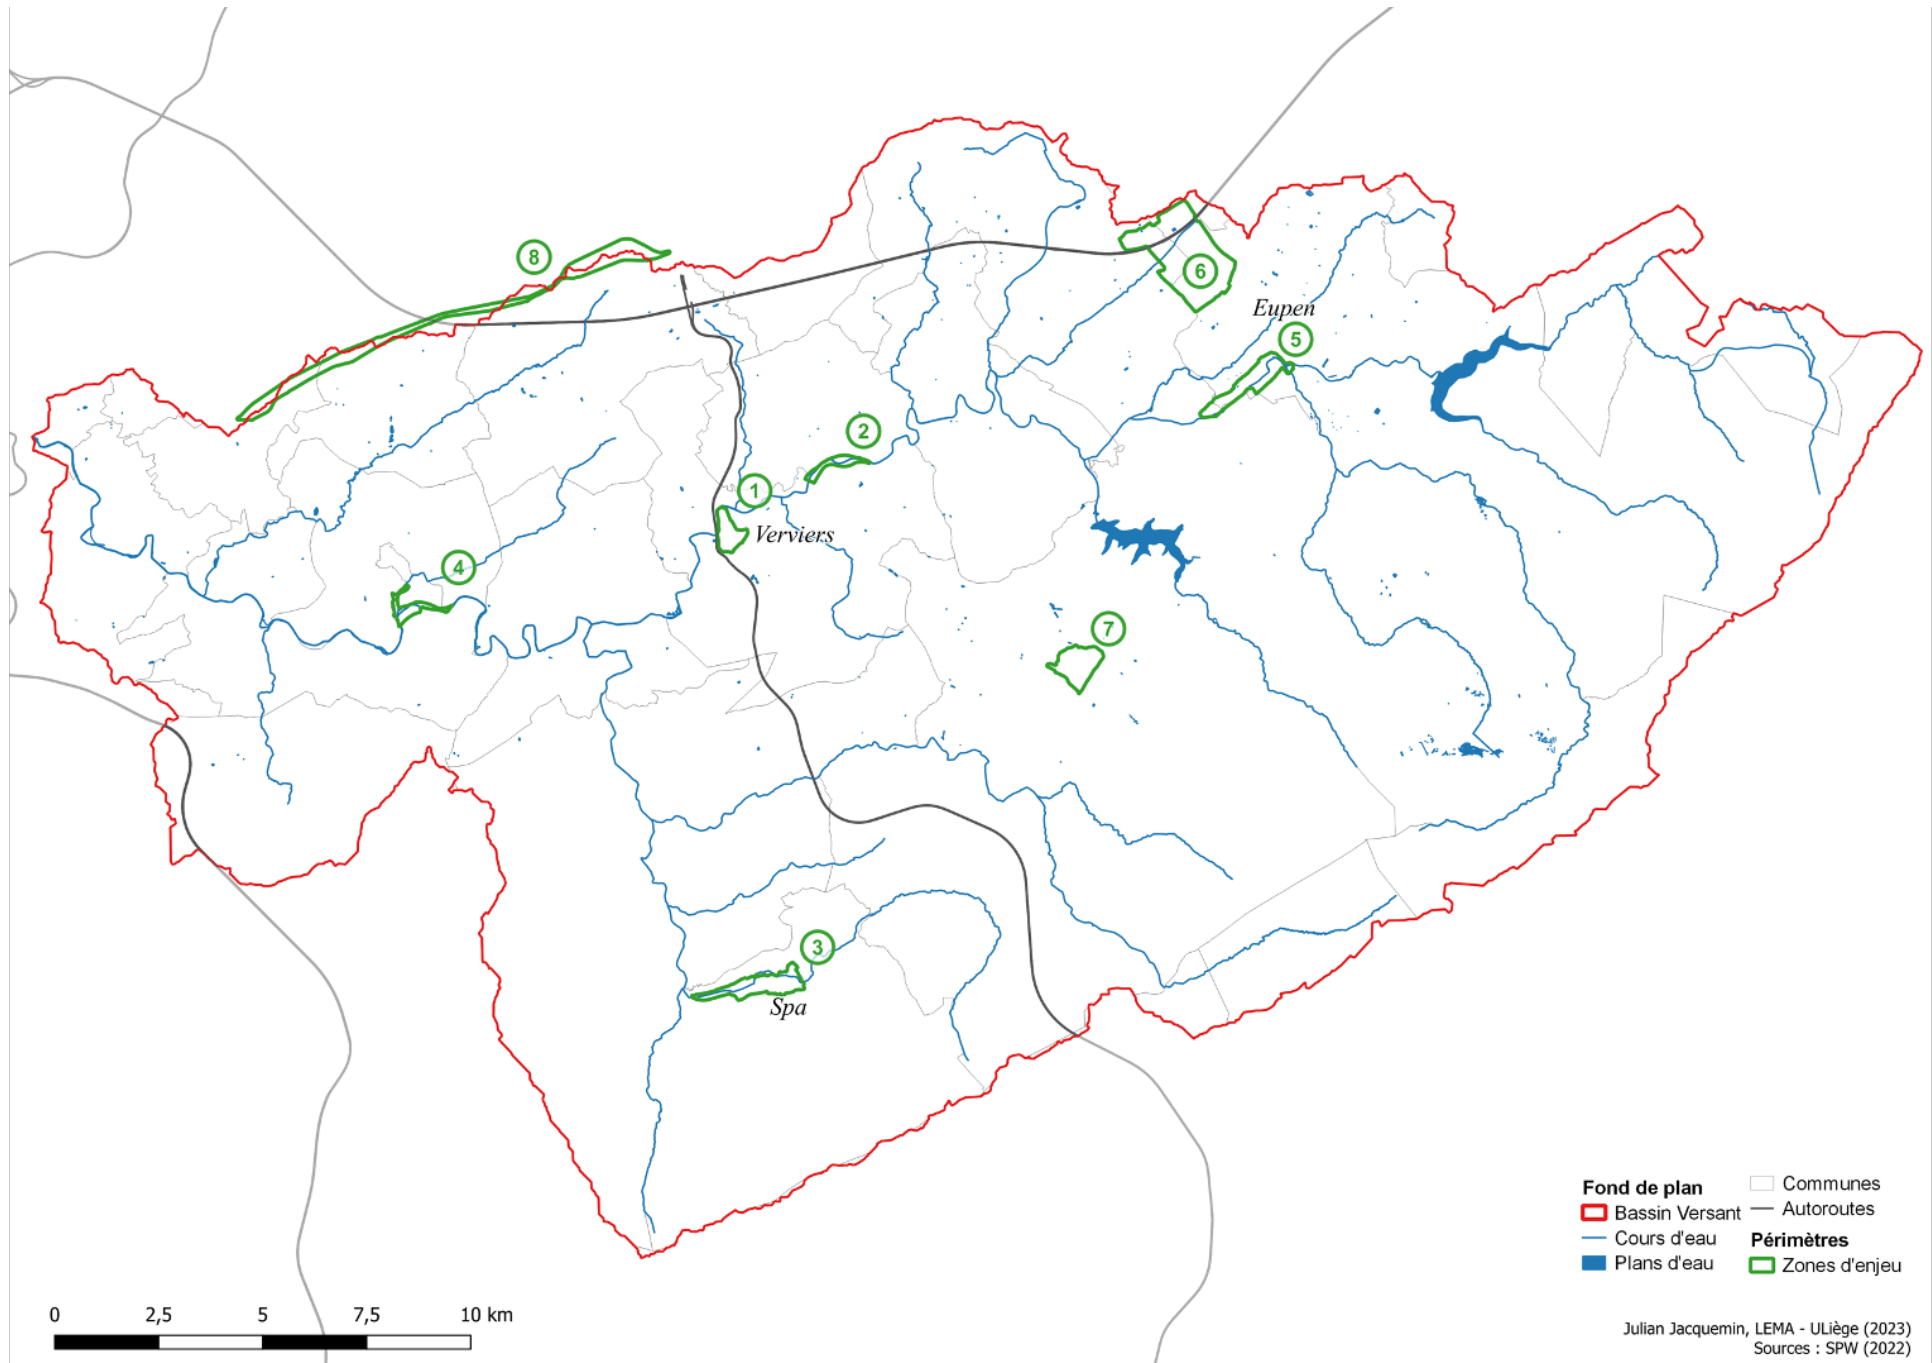 8
6
Eupen
5
2
1
Verviers
4
7
3
Spa
Fond de plan
Bassin Versant
Cours d'eau
Plans d'eau
Communes
Autoroutes
Périmètres
Zones d'enjeu
0 2,5 5 7,5 10 km
Julian Jacquemin, LEMA - ULiège (2023)
Sources : SPW (2022)